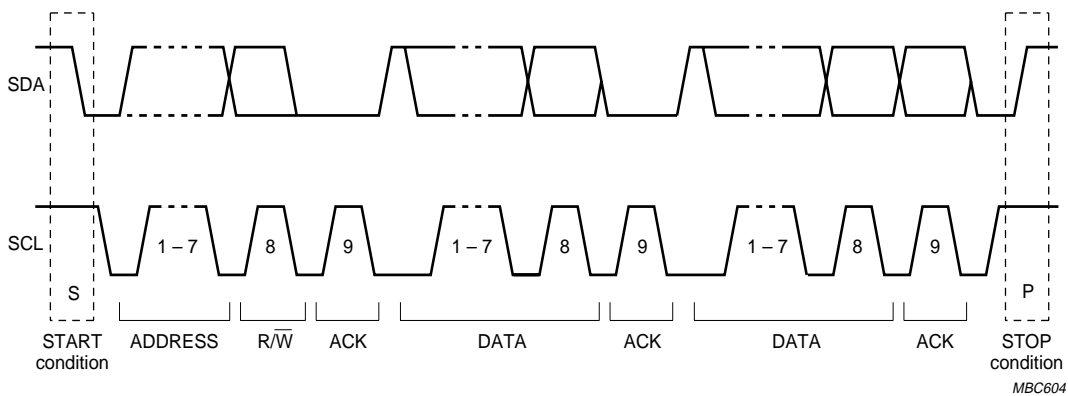 SDA
SCL
1 – 7
8
9
1 – 7
8
9
1 – 7
8
9
S
P
START
condition
ADDRESS
R/W̅
ACK
DATA
ACK
DATA
ACK
STOP
condition
MBC604